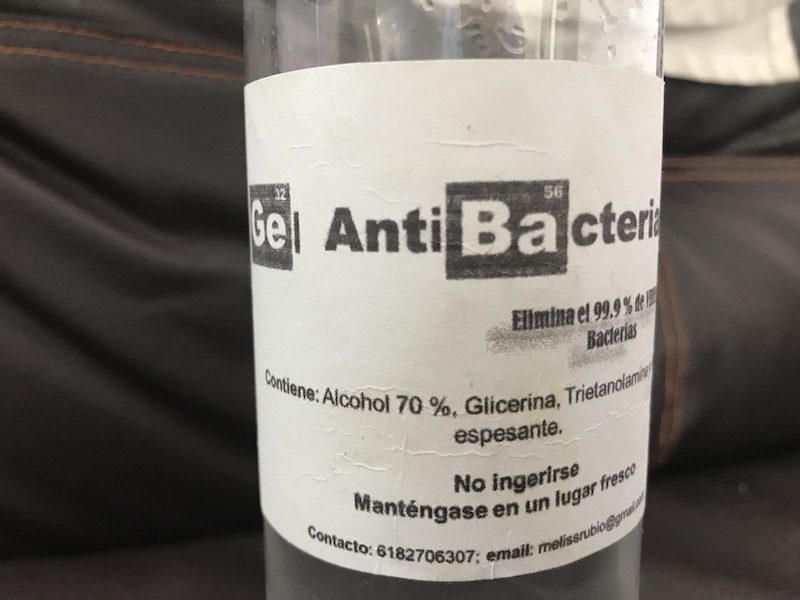 32
56
Gel AntiBacteria
Elimina el 99.9 % de
Bacterias
Contiene: Alcohol 70 %, Glicerina, Trietanolamina
espesante.
No ingerirse
Manténgase en un lugar fresco
Contacto: 6182706307; email: melissrubio@gmail.com